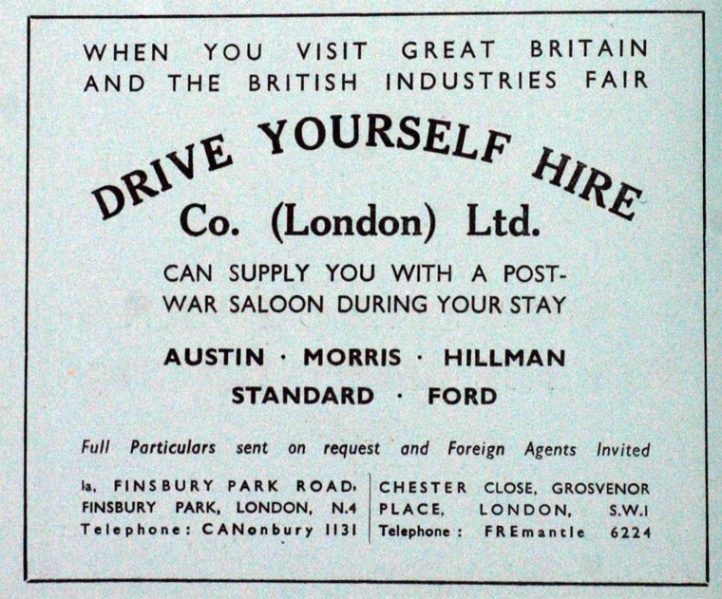 WHEN YOU VISIT GREAT BRITAIN
AND THE BRITISH INDUSTRIES FAIR
DRIVE YOURSELF HIRE
Co. (London) Ltd.
CAN SUPPLY YOU WITH A POST-
WAR SALOON DURING YOUR STAY
AUSTIN · MORRIS · HILLMAN
STANDARD · FORD
Full Particulars sent on request and Foreign Agents Invited
1a, FINSBURY PARK ROAD,
FINSBURY PARK, LONDON, N.4
Telephone: CANonbury 1131
CHESTER CLOSE, GROSVENOR
PLACE, LONDON, S.W.1
Telephone: FREmantle 6224